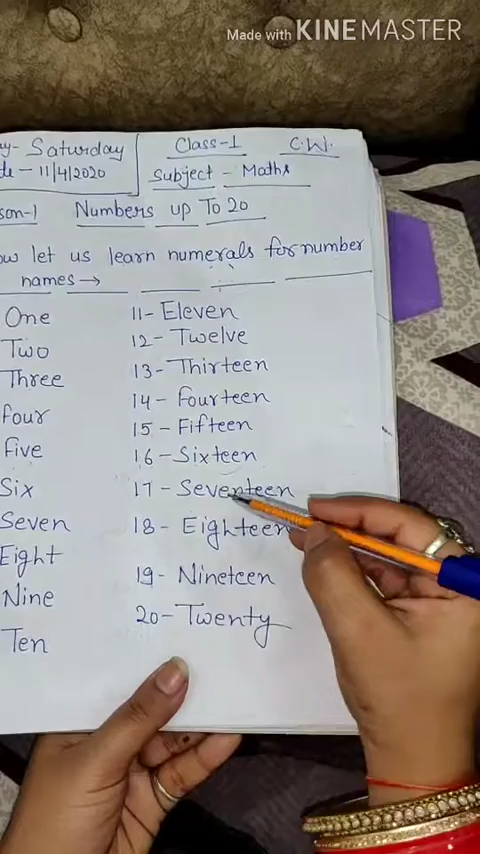 Made with KINEMASTER
y- Saturday
te - 11/4/2020
Class-1
C.W.
Subject - Maths
son-1 Numbers up To 20
ow let us learn numerals for number
names →
One 11- Eleven
Two 12- Twelve
Three 13- Thirteen
Four 14- Fourteen
Five 15- Fifteen
Six 16- Sixteen
Seven 17- Seventeen
Eight 18- Eighteen
Nine 19- Nineteen
Ten 20- Twenty